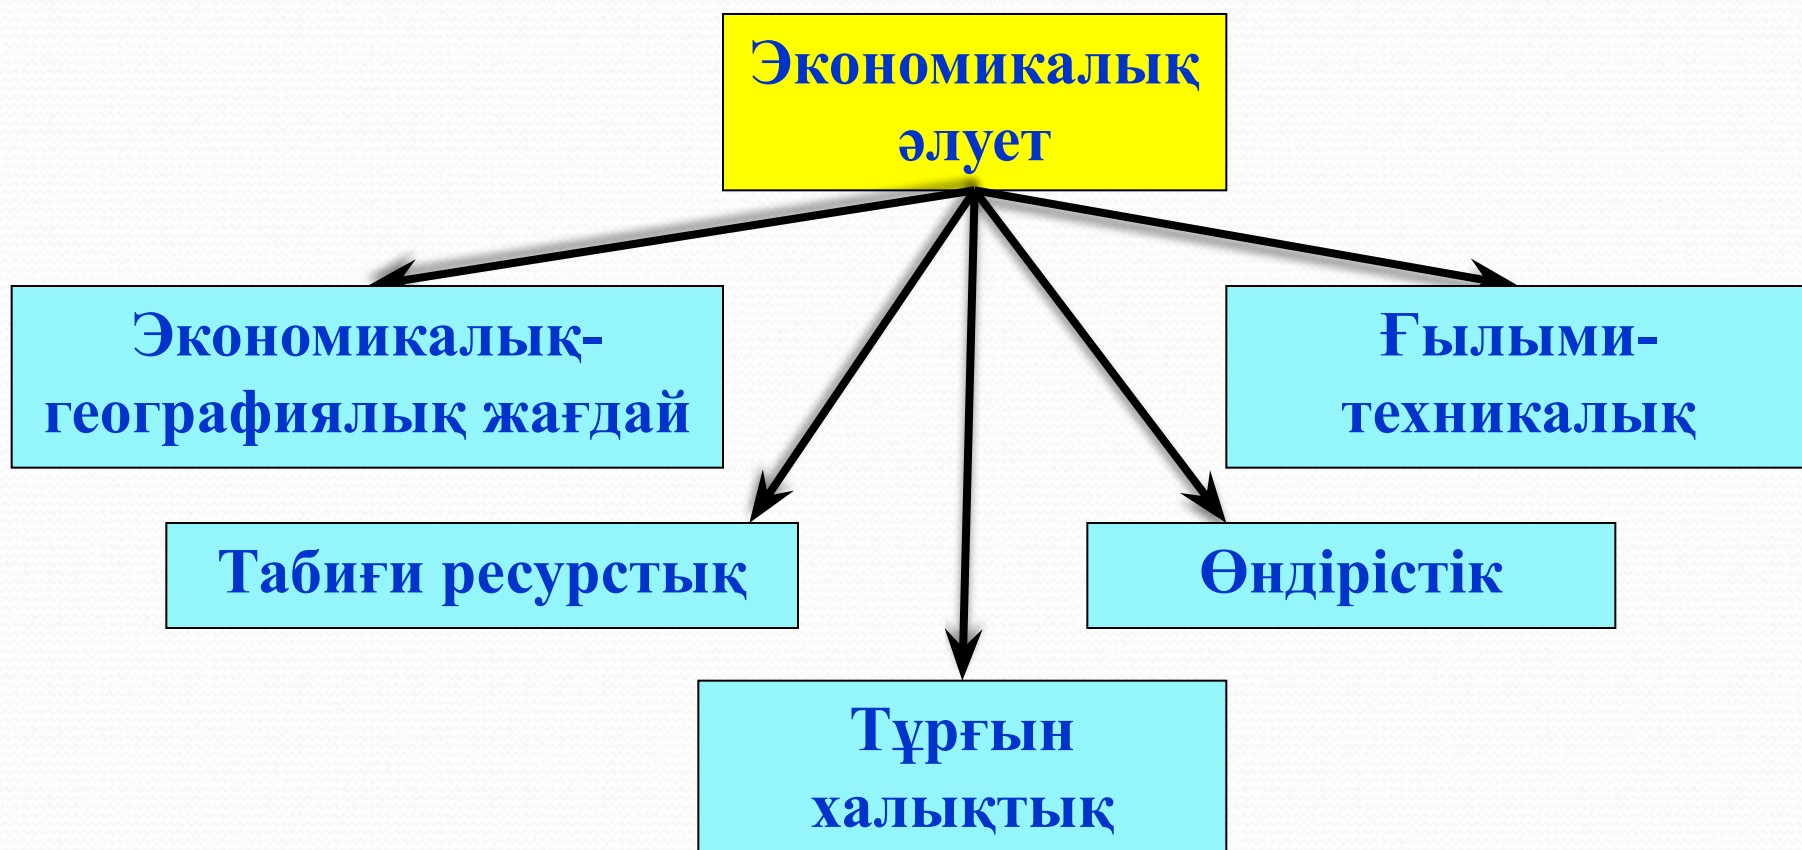 Экономикалық
әлует
Экономикалық-
географиялық жағдай
Ғылыми-
техникалық
Табиғи ресурстық
Өндірістік
Тұрғын
халықтық